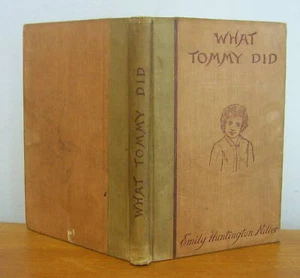 WHAT TOMMY DID
WHAT
TOMMY DID
Emily Huntington Miller